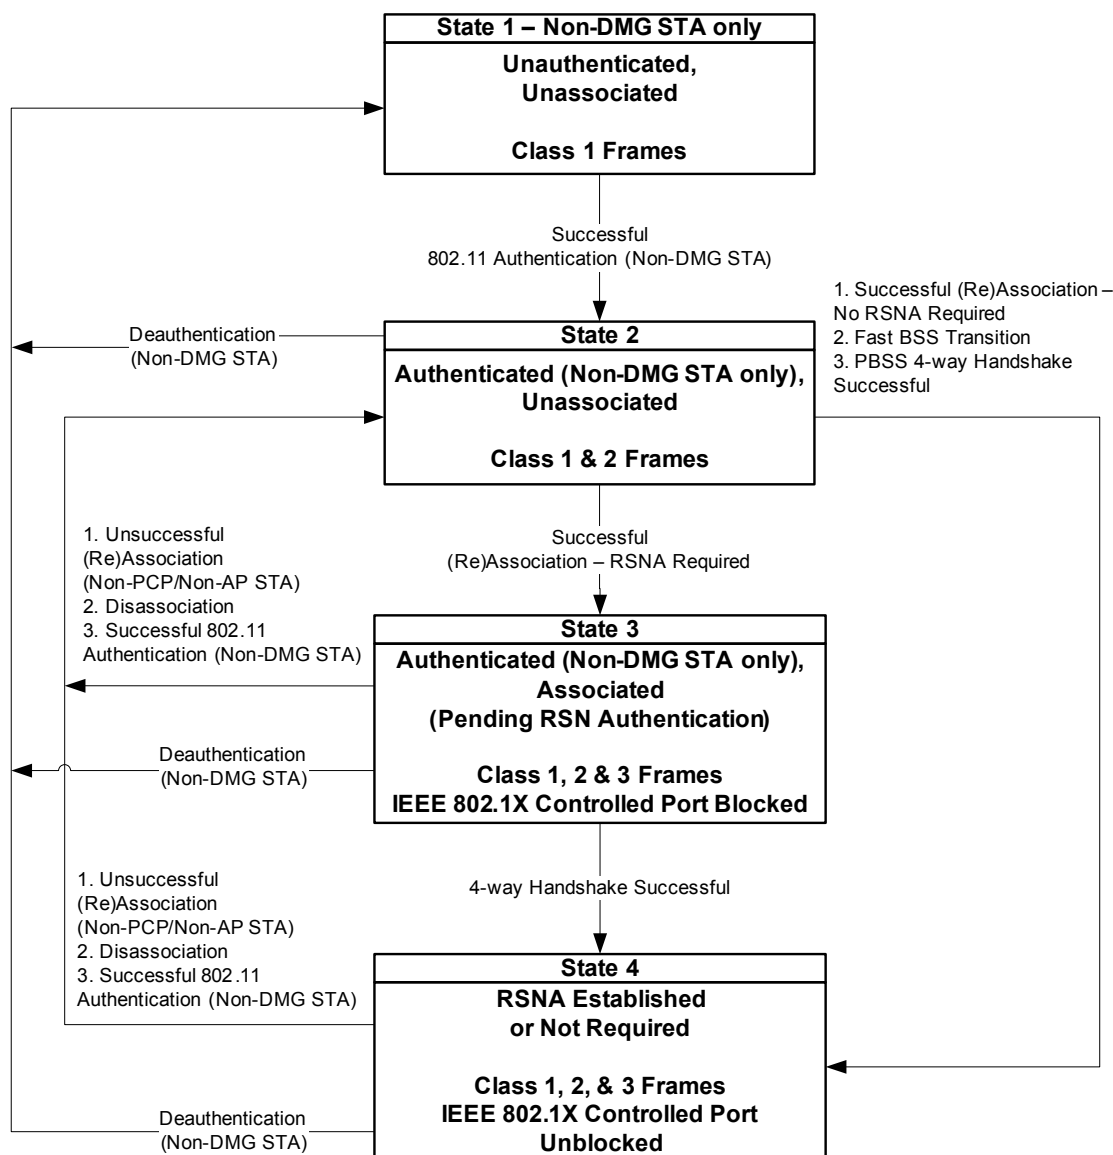 State 1 – Non-DMG STA only
Unauthenticated,
Unassociated
Class 1 Frames
Successful
802.11 Authentication (Non-DMG STA)
1. Successful (Re)Association –
No RSNA Required
2. Fast BSS Transition
3. PBSS 4-way Handshake
Successful
Deauthentication
(Non-DMG STA)
State 2
Authenticated (Non-DMG STA only),
Unassociated
Class 1 & 2 Frames
1. Unsuccessful
(Re)Association
(Non-PCP/Non-AP STA)
2. Disassociation
3. Successful 802.11
Authentication (Non-DMG STA)
Successful
(Re)Association – RSNA Required
State 3
Authenticated (Non-DMG STA only),
Associated
(Pending RSN Authentication)
Class 1, 2 & 3 Frames
IEEE 802.1X Controlled Port Blocked
Deauthentication
(Non-DMG STA)
4-way Handshake Successful
1. Unsuccessful
(Re)Association
(Non-PCP/Non-AP STA)
2. Disassociation
3. Successful 802.11
Authentication (Non-DMG STA)
State 4
RSNA Established
or Not Required
Class 1, 2, & 3 Frames
IEEE 802.1X Controlled Port
Unblocked
Deauthentication
(Non-DMG STA)